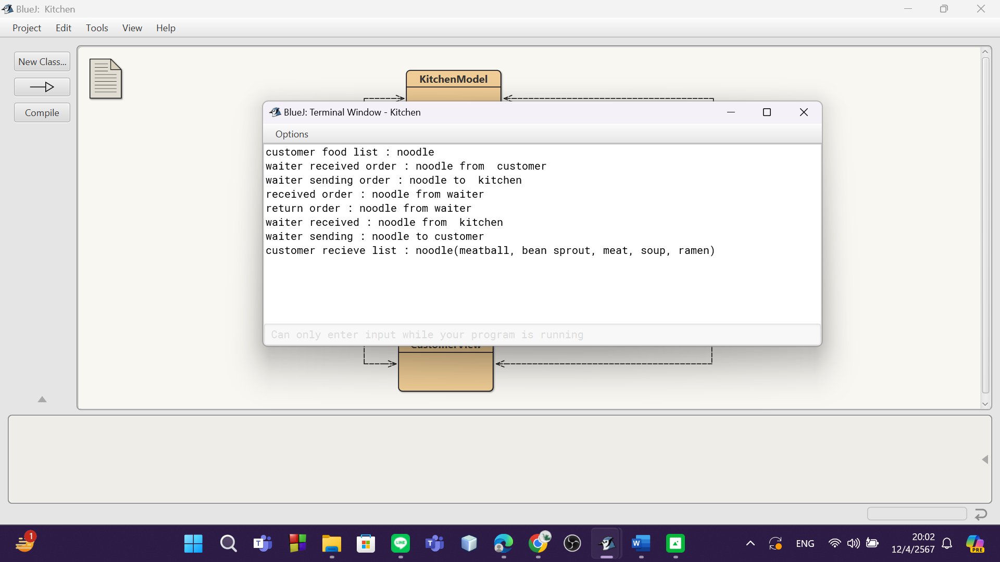 BlueJ: Kitchen
Project Edit Tools View Help
New Class...
Compile
KitchenModel
BlueJ: Terminal Window - Kitchen
Options
customer food list : noodle
waiter received order : noodle from  customer
waiter sending order : noodle to  kitchen
received order : noodle from waiter
return order : noodle from waiter
waiter received : noodle from  kitchen
waiter sending : noodle to customer
customer recieve list : noodle(meatball, bean sprout, meat, soup, ramen)
Can only enter input while your program is running
CustomerView
1
T
LINE
T
W
ENG
20:02
12/4/2567
PRE